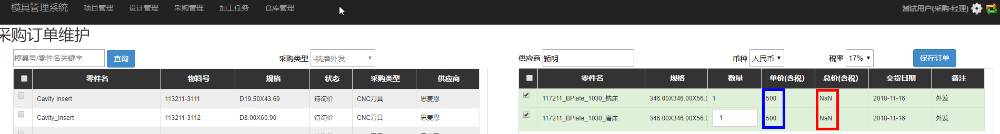 模具管理系统 项目管理 设计管理 采购管理 加工任务 仓库管理 测试用户(采购-经理)
采购订单维护
模具号/零件名关键字 查询 采购类型 -铣磨外发
零件名 物料号 规格 状态 采购类型 供应商
Cavity Insert 113211-3111 D19.50X43.69 待询价 CNC刀具 思麦恩
Cavity_Insert 113211-3112 D8.00X60.90 待询价 CNC刀具 思麦恩
供应商 颖明 币种 人民币 税率 17% 保存订单
零件名 规格 数量 单价(含税) 总价(含税) 交货日期 备注
117211_BPlate_1030_铣床 346.00X346.00X56.0 1 500 NaN 2018-11-16 外发
117211_BPlate_1030_磨床 346.00X346.00X56.0 1 500 NaN 2018-11-16 外发